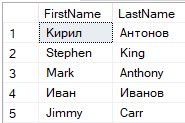 FirstName LastName
1 Кирил Антонов
2 Stephen King
3 Mark Anthony
4 Иван Иванов
5 Jimmy Carr